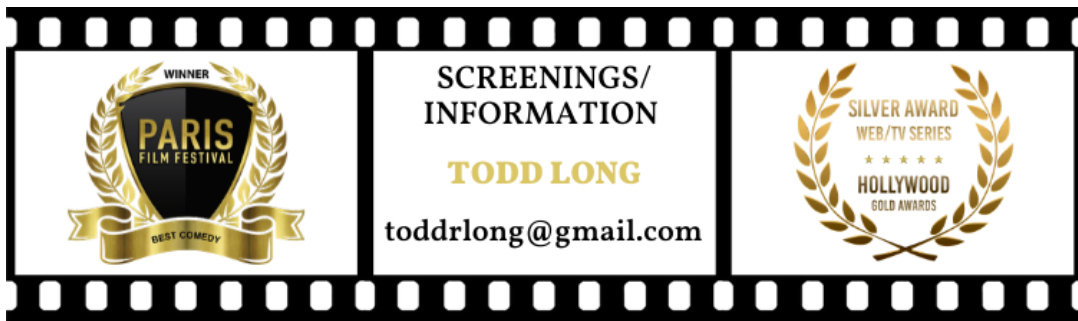 WINNER
PARIS
FILM FESTIVAL
BEST COMEDY
SCREENINGS/
INFORMATION
TODD LONG
toddrlong@gmail.com
SILVER AWARD
WEB/TV SERIES
HOLLYWOOD
GOLD AWARDS